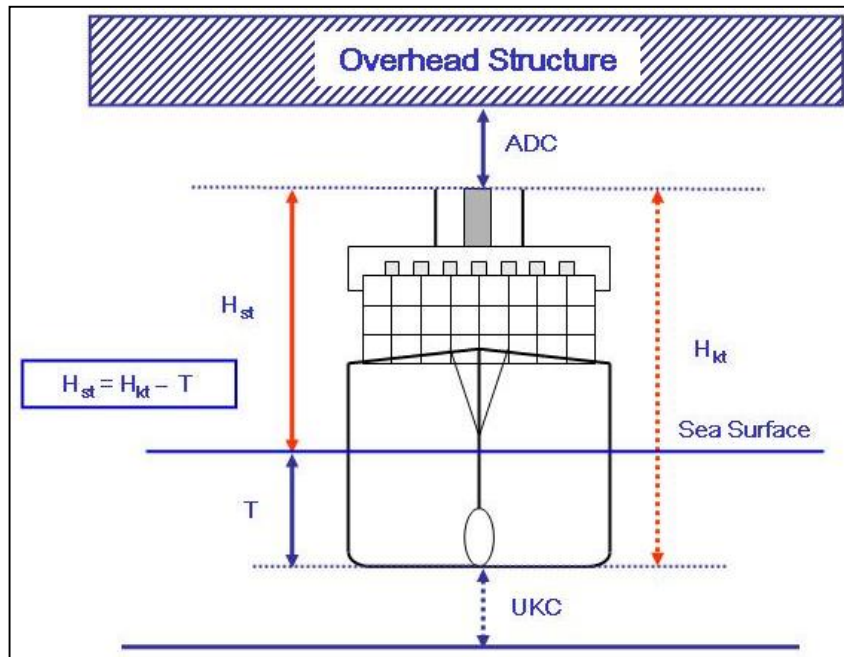 Overhead Structure
ADC
H_st
H_kt
H_st = H_kt – T
Sea Surface
T
UKC